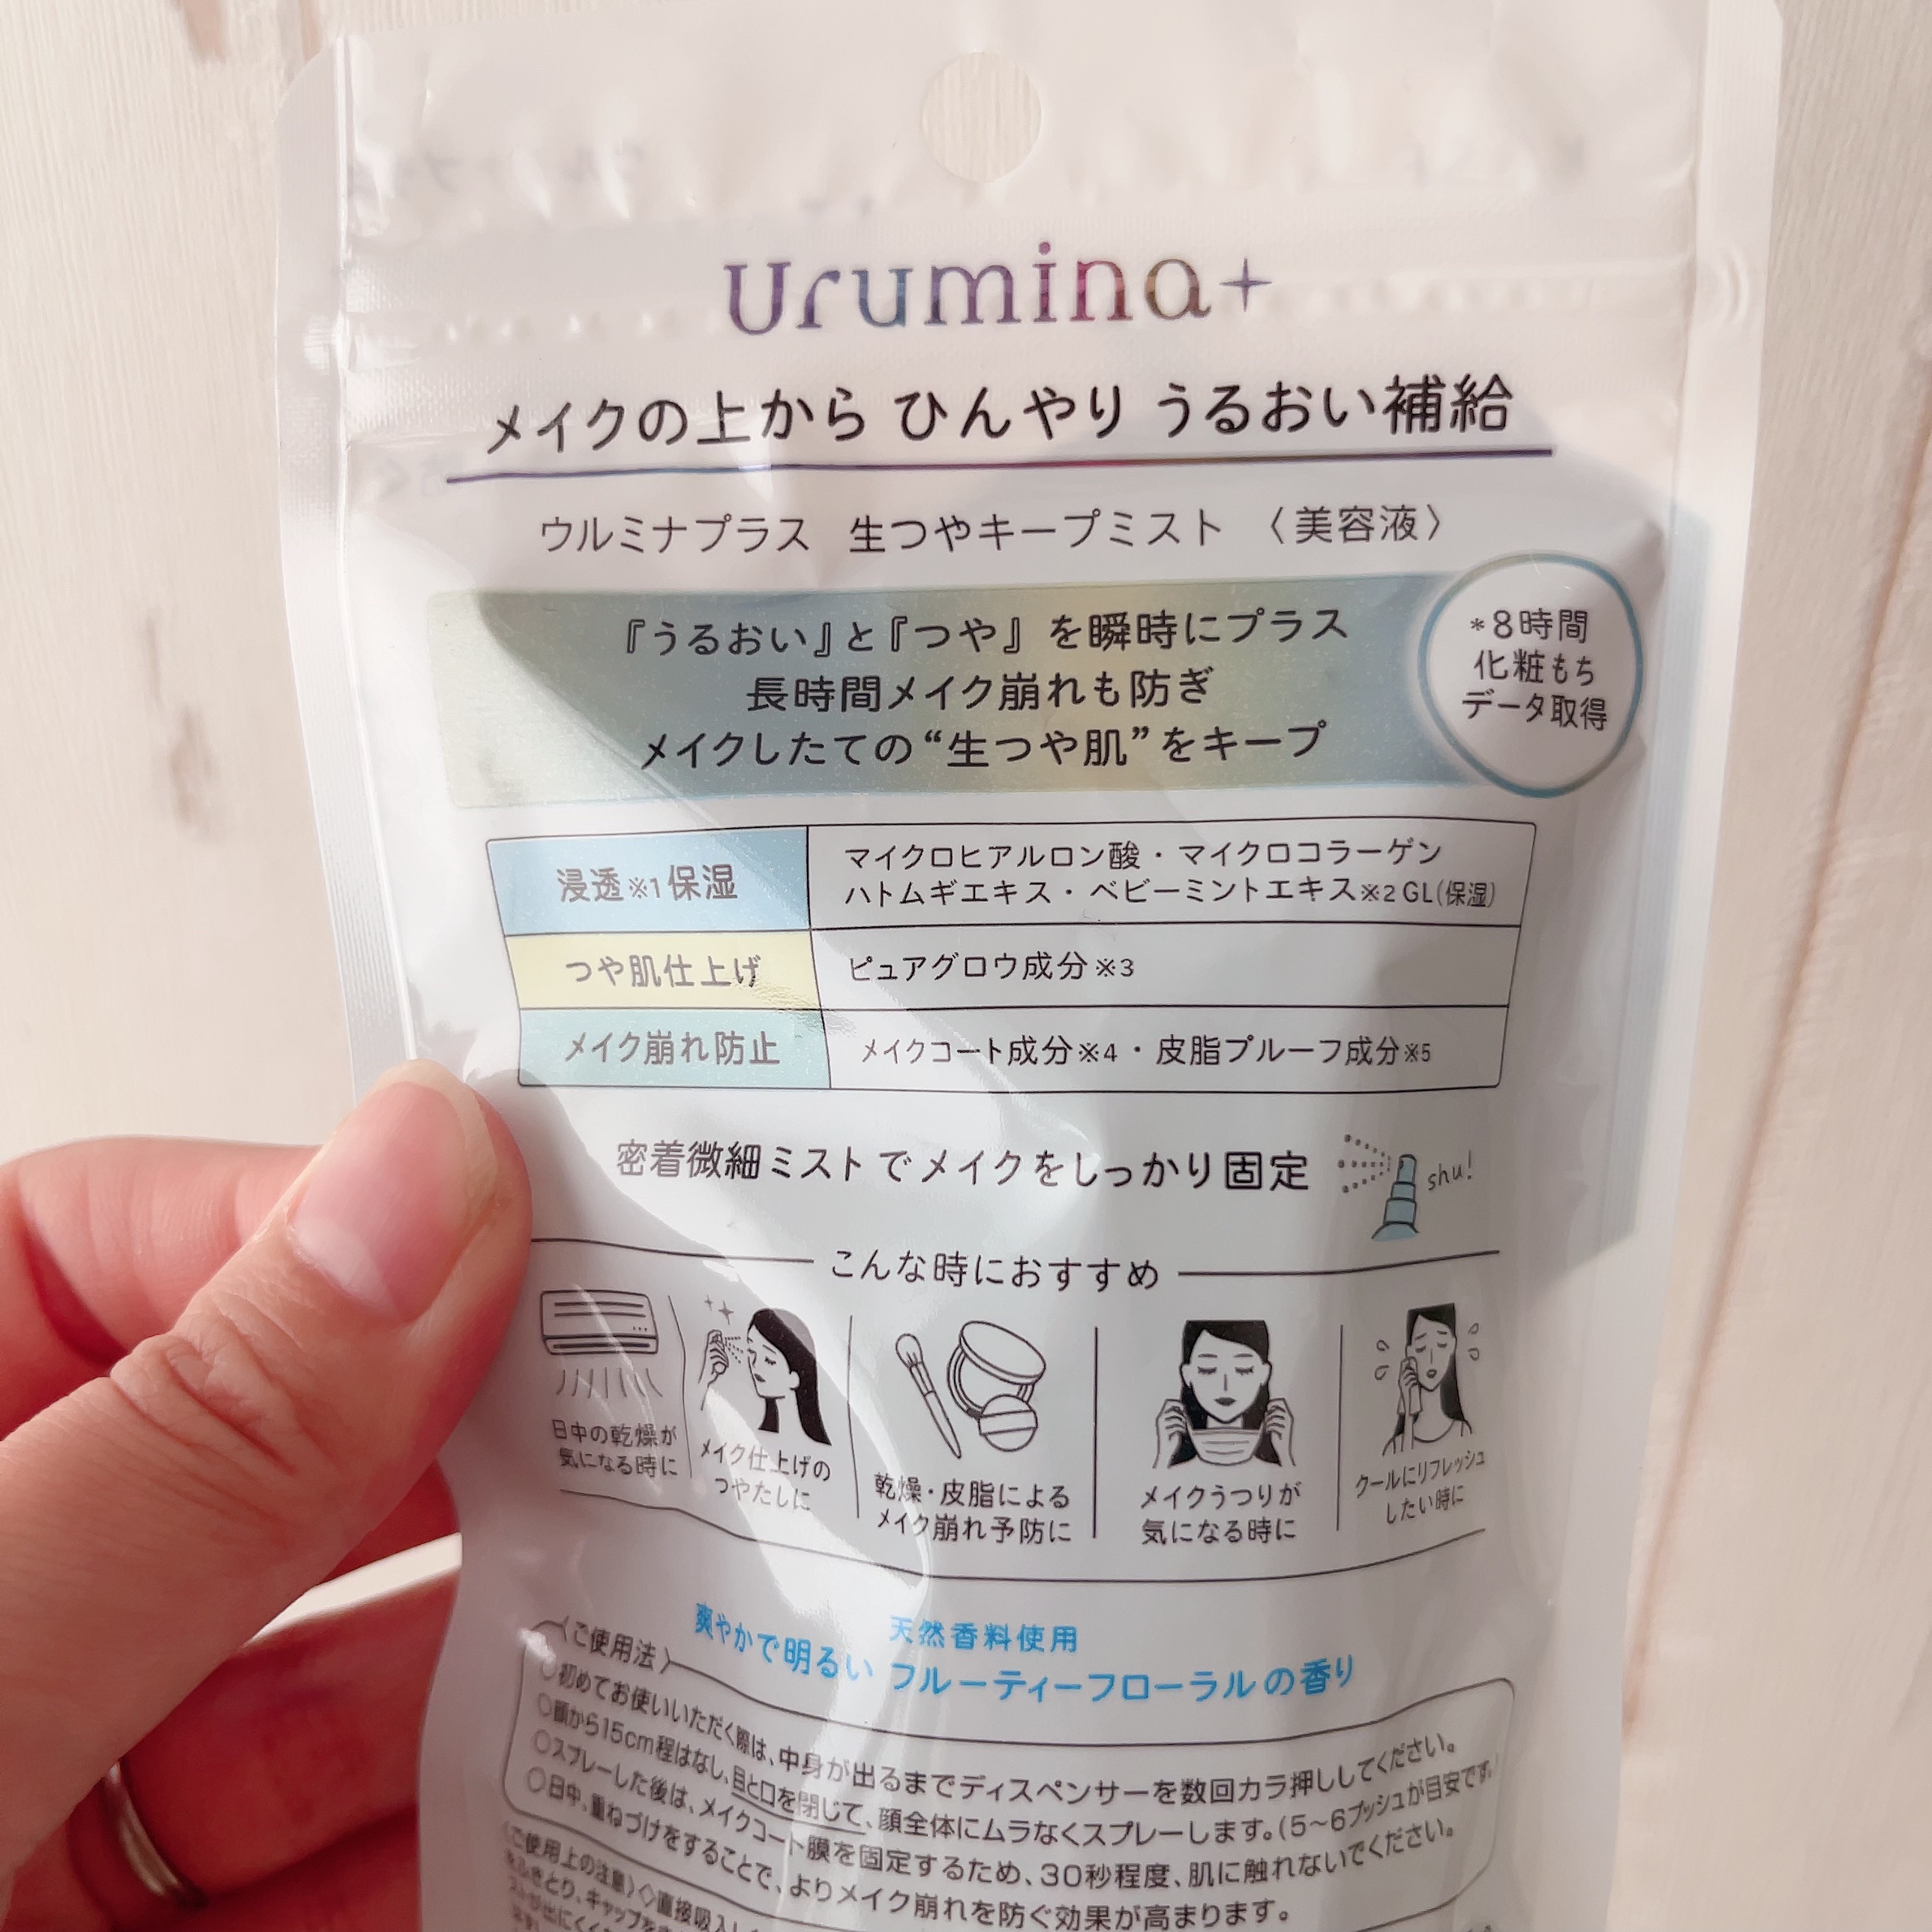 urumina+
メイクの上から ひんやり うるおい補給
ウルミナプラス 生つやキープミスト 〈美容液〉
『うるおい』と『つや』を瞬時にプラス
長時間メイク崩れも防ぎ
メイクしたての“生つや肌”をキープ
*8時間
化粧もち
データ取得
浸透※1保湿
マイクロヒアルロン酸・マイクロコラーゲン
ハトムギエキス・ベビーミントエキス※2 GL(保湿)
つや肌仕上げ
ピュアグロウ成分※3
メイク崩れ防止
メイクコート成分※4・皮脂プルーフ成分※5
密着微細ミストでメイクをしっかり固定
shu!
こんな時におすすめ
日中の乾燥が
気になる時に
メイク仕上げの
つやたしに
乾燥・皮脂による
メイク崩れ予防に
メイクうつりが
気になる時に
クールにリフレッシュ
したい時に
天然香料使用
爽やかで明るい フルーティーフローラルの香り
〈ご使用法〉
○初めてお使いいただく際は、中身が出るまでディスペンサーを数回カラ押ししてください。
○顔から15cm程はなし、目と口を閉じて、顔全体にムラなくスプレーします。(5~6プッシュが目安です。)
○スプレーした後は、メイクコート膜を固定するため、30秒程度、肌に触れないでください。
○日中、重ねづけをすることで、よりメイク崩れを防ぐ効果が高まります。
〈ご使用上の注意〉◇直接吸入し
をふきとり、キャップを